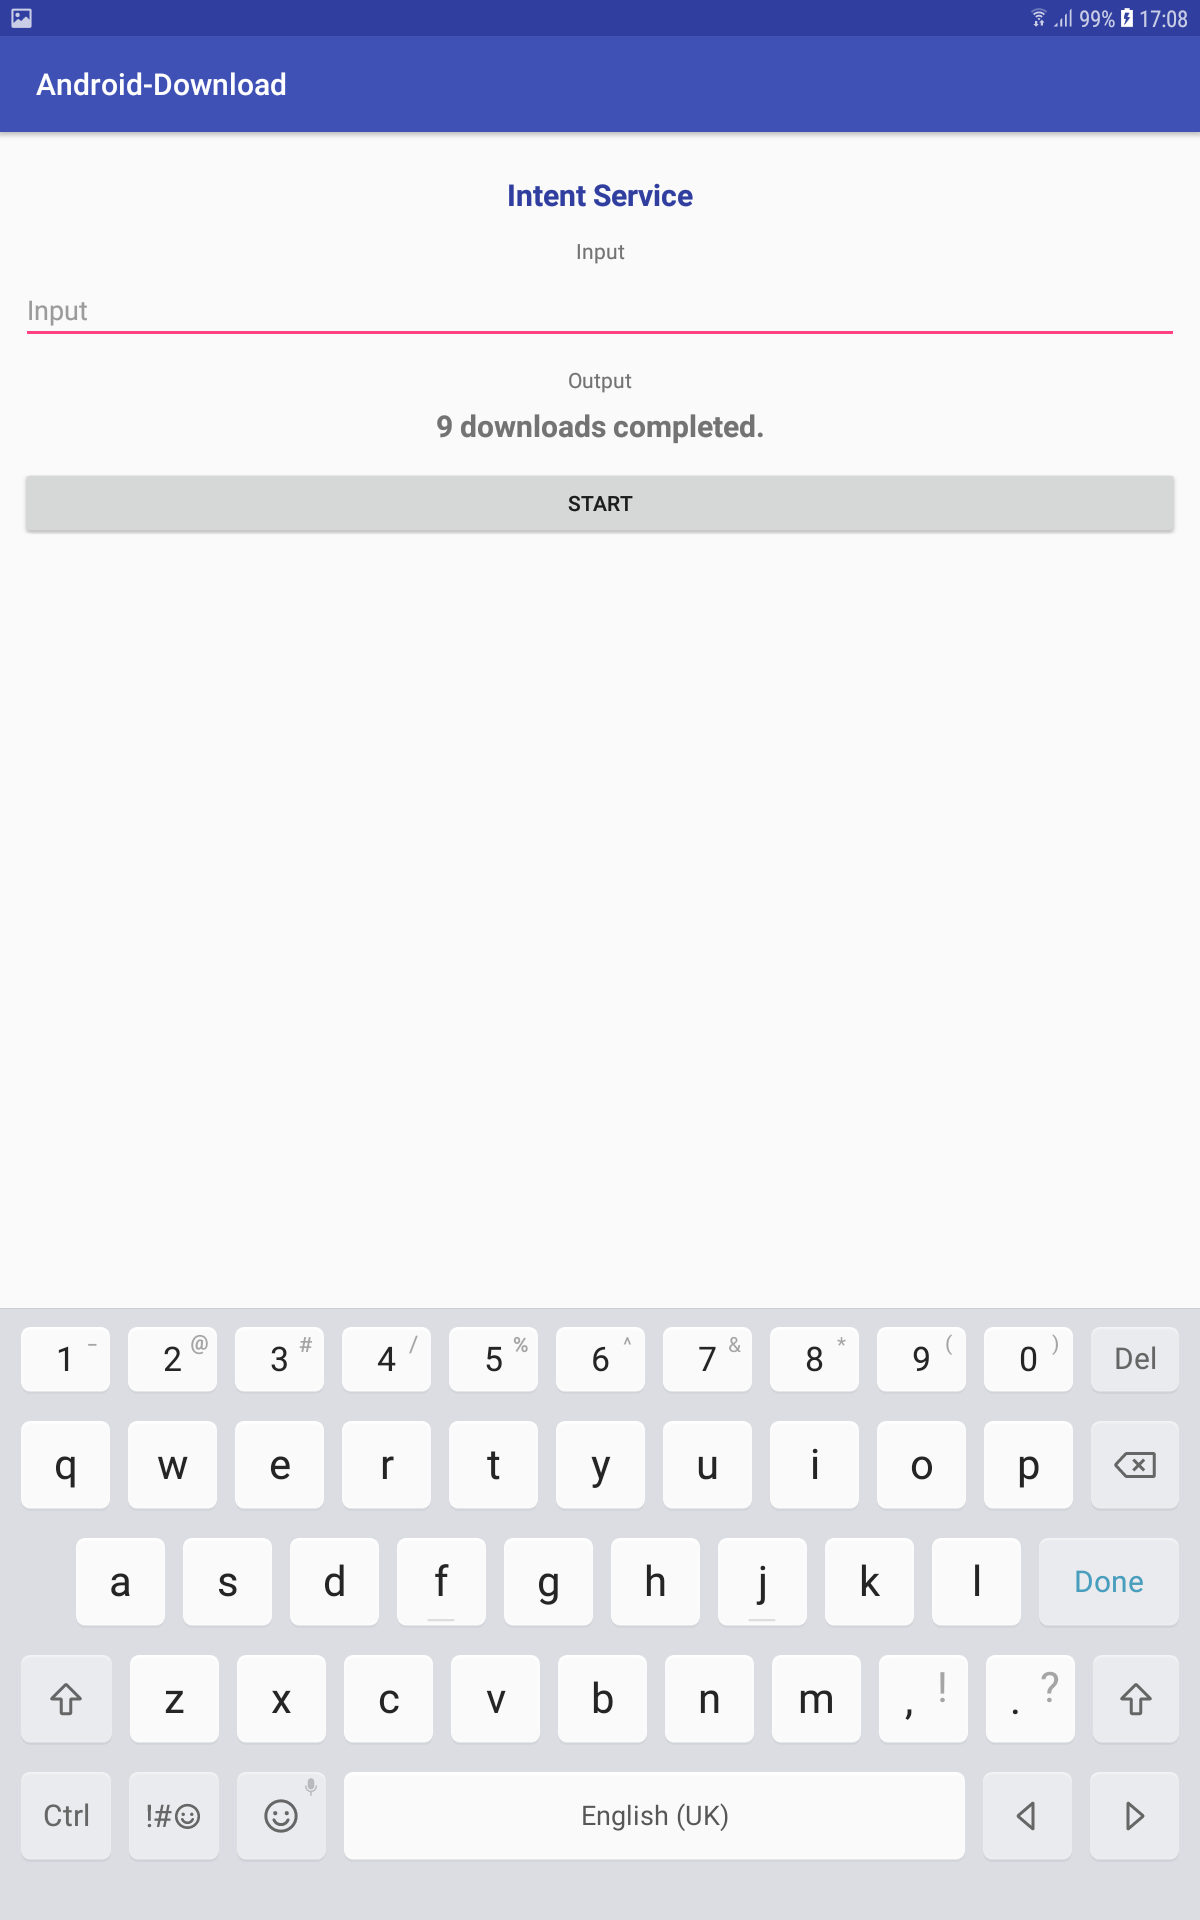 99% 17:08
Android-Download
Intent Service
Input
Input
Output
9 downloads completed.
START
1 - 2 @ 3 # 4 / 5 % 6 ^ 7 & 8 * 9 ( 0 ) Del
q w e r t y u i o p
a s d f g h j k l Done
z x c v b n m , ! . ?
Ctrl !#☺ English (UK)